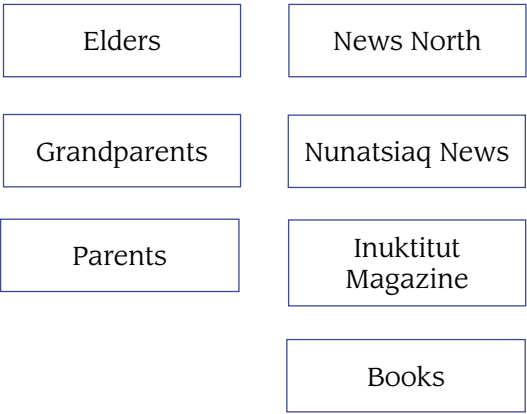 Elders
News North
Grandparents
Nunatsiaq News
Parents
Inuktitut
Magazine
Books